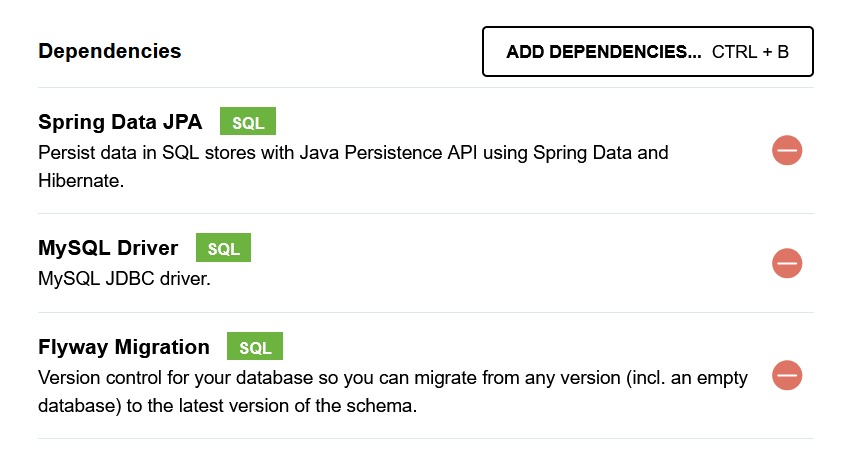 Dependencies
ADD DEPENDENCIES... CTRL + B
Spring Data JPA SQL
Persist data in SQL stores with Java Persistence API using Spring Data and
Hibernate.
MySQL Driver SQL
MySQL JDBC driver.
Flyway Migration SQL
Version control for your database so you can migrate from any version (incl. an empty
database) to the latest version of the schema.